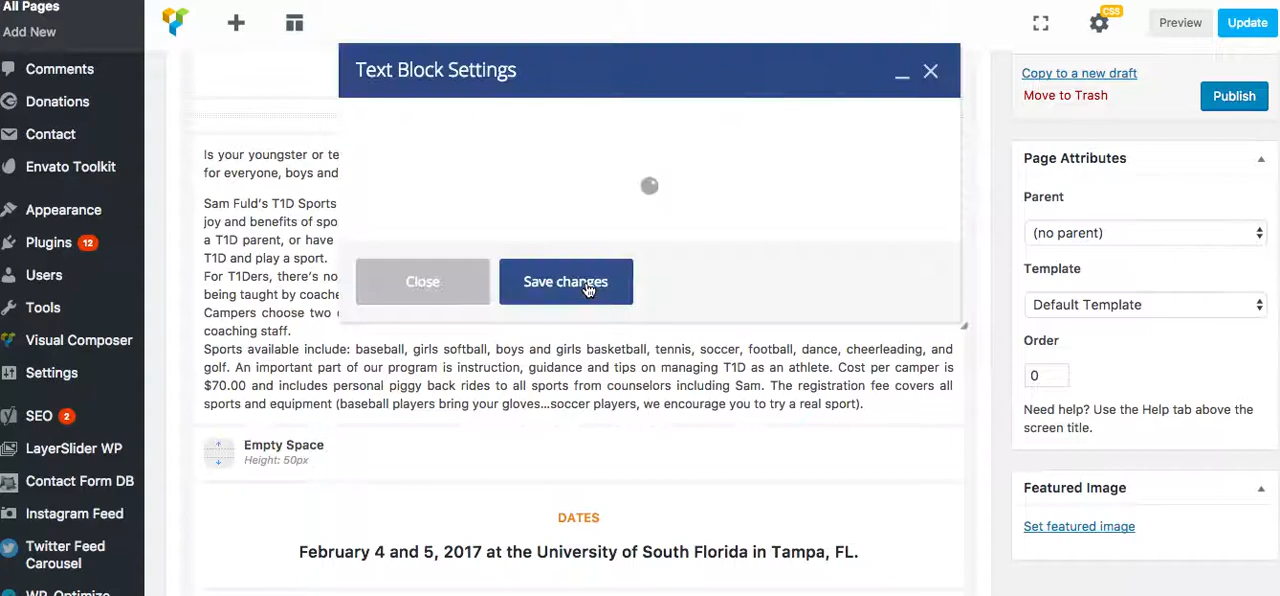 All Pages
Add New
Comments
Donations
Contact
Envato Toolkit
Appearance
Plugins 12
Users
Tools
Visual Composer
Settings
SEO 2
LayerSlider WP
Contact Form DB
Instagram Feed
Twitter Feed
Carousel
WP-Optimize
CSS
Preview
Update
Text Block Settings
Close
Save changes
Is your youngster or te
for everyone, boys and
Sam Fuld's T1D Sports
joy and benefits of spo
a T1D parent, or have
T1D and play a sport.
For T1Ders, there's no
being taught by coache
Campers choose two
coaching staff.
Sports available include: baseball, girls softball, boys and girls basketball, tennis, soccer, football, dance, cheerleading, and
golf. An important part of our program is instruction, guidance and tips on managing T1D as an athlete. Cost per camper is
$70.00 and includes personal piggy back rides to all sports from counselors including Sam. The registration fee covers all
sports and equipment (baseball players bring your gloves…soccer players, we encourage you to try a real sport).
Empty Space
Height: 50px
DATES
February 4 and 5, 2017 at the University of South Florida in Tampa, FL.
Copy to a new draft
Move to Trash
Publish
Page Attributes
Parent
(no parent)
Template
Default Template
Order
0
Need help? Use the Help tab above the
screen title.
Featured Image
Set featured image